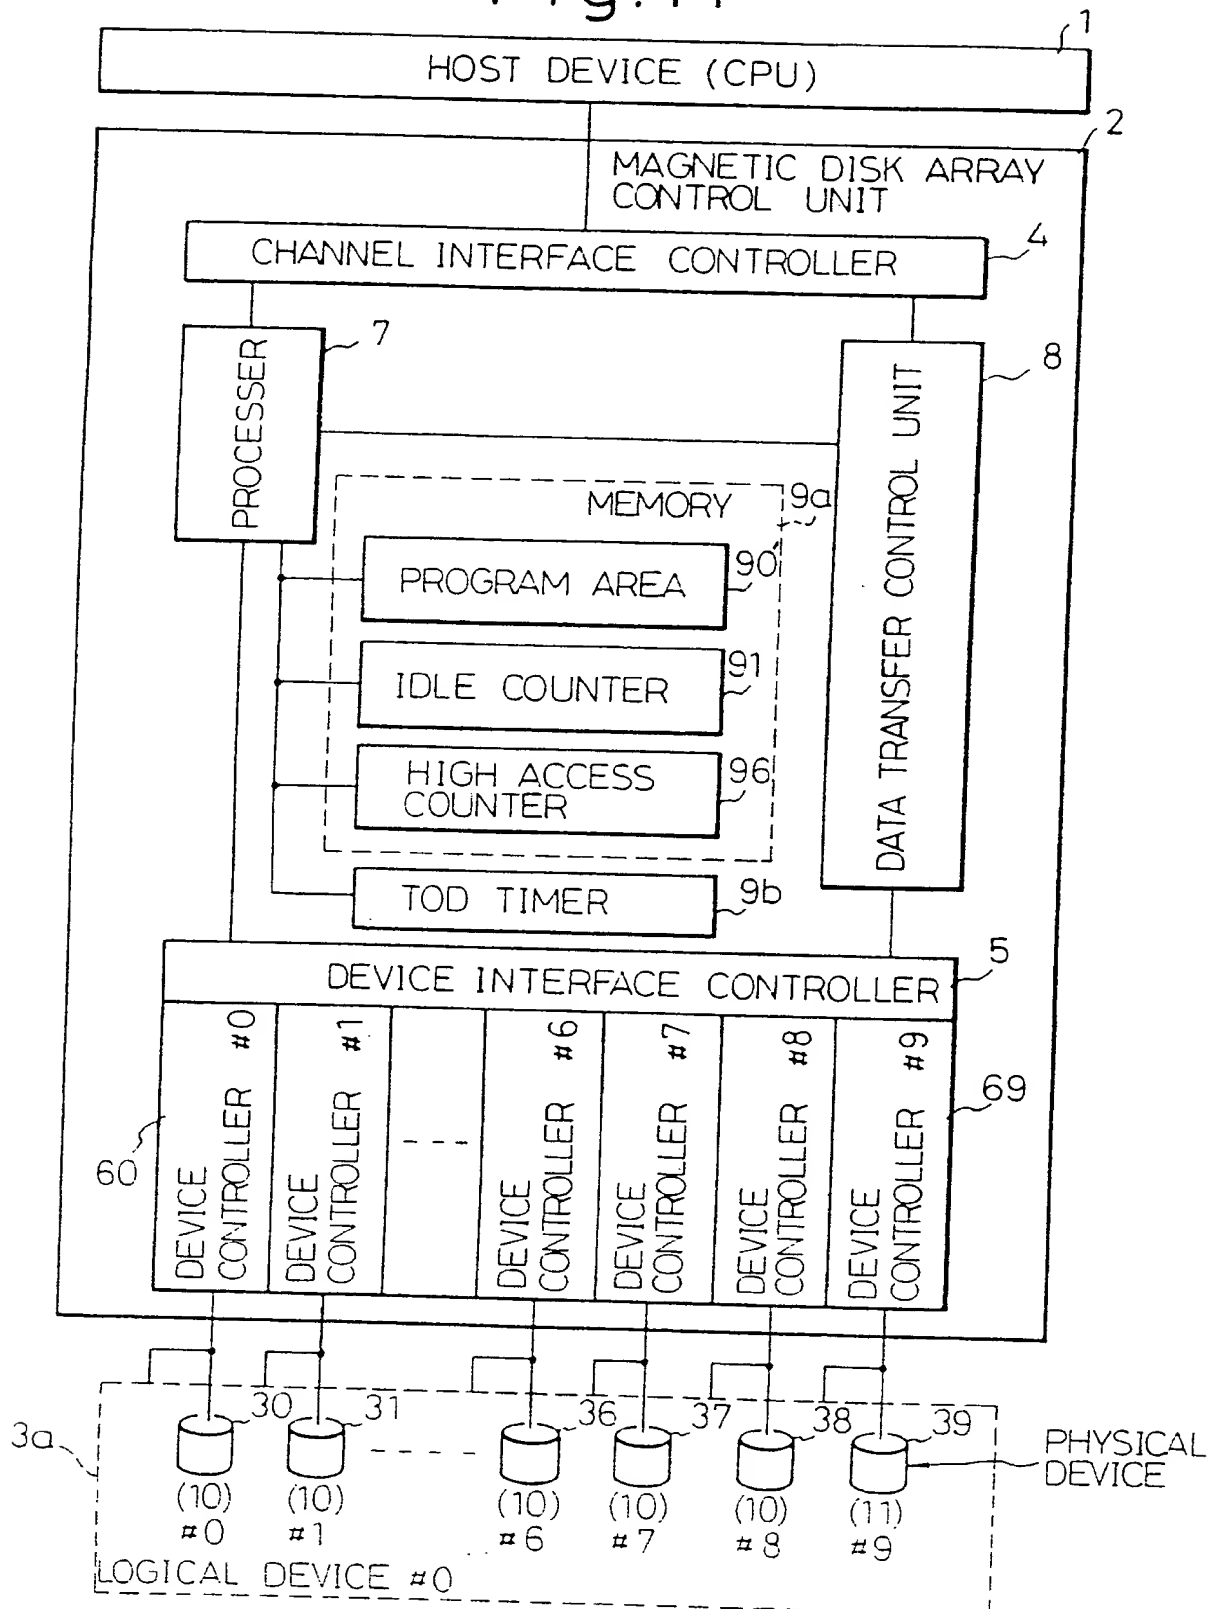 HOST DEVICE (CPU)
1
2
MAGNETIC DISK ARRAY
CONTROL UNIT
CHANNEL INTERFACE CONTROLLER
4
PROCESSER
7
DATA TRANSFER CONTROL UNIT
8
MEMORY
9a
PROGRAM AREA
90
IDLE COUNTER
91
HIGH ACCESS
COUNTER
96
TOD TIMER
9b
DEVICE INTERFACE CONTROLLER
5
DEVICE
CONTROLLER #0
DEVICE
CONTROLLER #1
DEVICE
CONTROLLER #6
DEVICE
CONTROLLER #7
DEVICE
CONTROLLER #8
DEVICE
CONTROLLER #9
60
69
3a
30
31
36
37
38
39
PHYSICAL
DEVICE
(10)
#0
(10)
#1
(10)
#6
(10)
#7
(10)
#8
(11)
#9
LOGICAL DEVICE #0